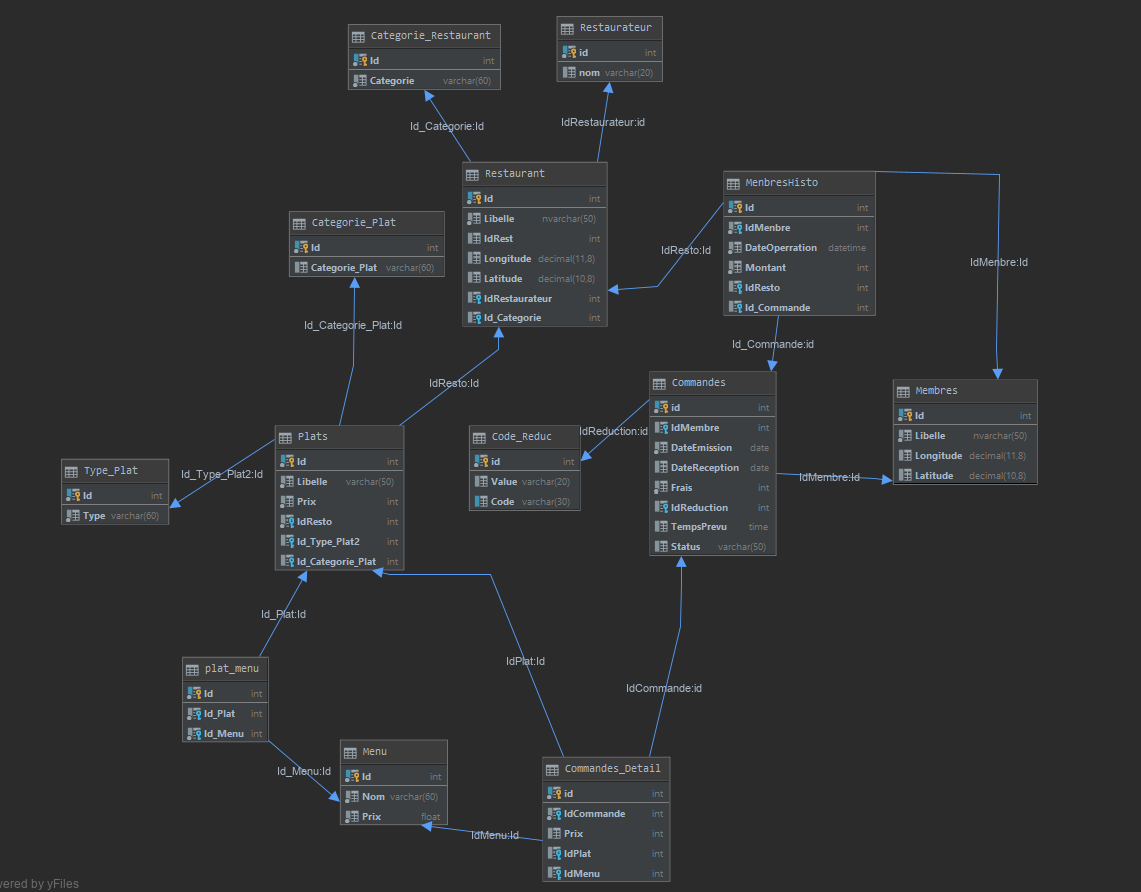 Categorie_Restaurant
Id int
Categorie varchar(60)
Restaurateur
id int
nom varchar(20)
Id_Categorie:Id
IdRestaurateur:id
Restaurant
Id int
Libelle nvarchar(50)
IdRest int
Longitude decimal(11,8)
Latitude decimal(10,8)
IdRestaurateur int
Id_Categorie int
MenbresHisto
Id int
IdMenbre int
DateOperration datetime
Montant int
IdResto int
Id_Commande int
Categorie_Plat
Id int
Categorie_Plat varchar(60)
IdResto:Id
IdMenbre:Id
Id_Categorie_Plat:Id
Id_Commande:id
IdResto:Id
Commandes
id int
IdMembre int
DateEmission date
DateReception date
Frais int
IdReduction int
TempsPrevu time
Status varchar(50)
Membres
Id int
Libelle nvarchar(50)
Longitude decimal(11,8)
Latitude decimal(10,8)
Plats
Id int
Libelle varchar(50)
Prix int
IdResto int
Id_Type_Plat2 int
Id_Categorie_Plat int
Code_Reduc
id int
Value varchar(20)
Code varchar(30)
IdReduction:id
Type_Plat
Id int
Type varchar(60)
Id_Type_Plat2:Id
IdMembre:Id
Id_Plat:Id
plat_menu
Id int
Id_Plat int
Id_Menu int
IdPlat:Id
IdCommande:id
Id_Menu:Id
Menu
Id int
Nom varchar(60)
Prix float
IdMenu:Id
Commandes_Detail
id int
IdCommande int
Prix int
IdPlat int
IdMenu int
wered by yFiles